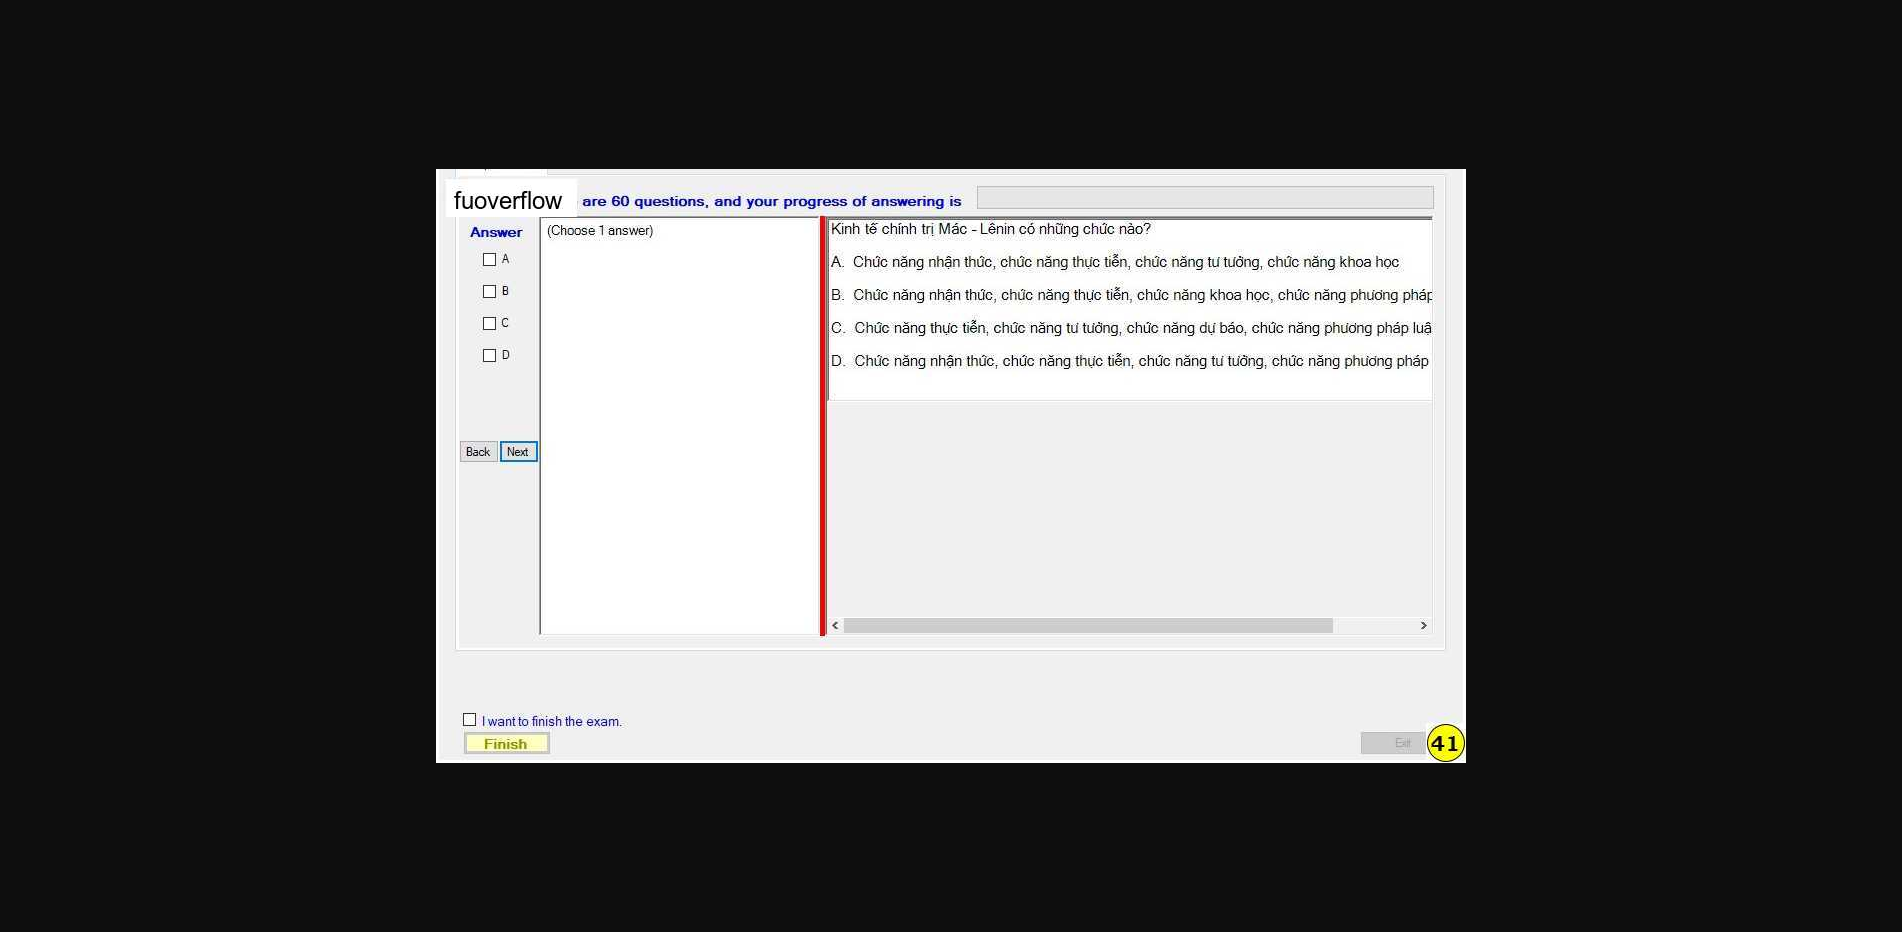 fuoverflow are 60 questions, and your progress of answering is
Answer
(Choose 1 answer)
A
B
C
D
Back Next
Kinh tế chính trị Mác - Lênin có những chức nào?
A. Chức năng nhận thức, chức năng thực tiễn, chức năng tư tưởng, chức năng khoa học
B. Chức năng nhận thức, chức năng thực tiễn, chức năng khoa học, chức năng phương pháp
C. Chức năng thực tiễn, chức năng tư tưởng, chức năng dự báo, chức năng phương pháp luậ
D. Chức năng nhận thức, chức năng thực tiễn, chức năng tư tưởng, chức năng phương pháp
I want to finish the exam.
Finish
Exit
41